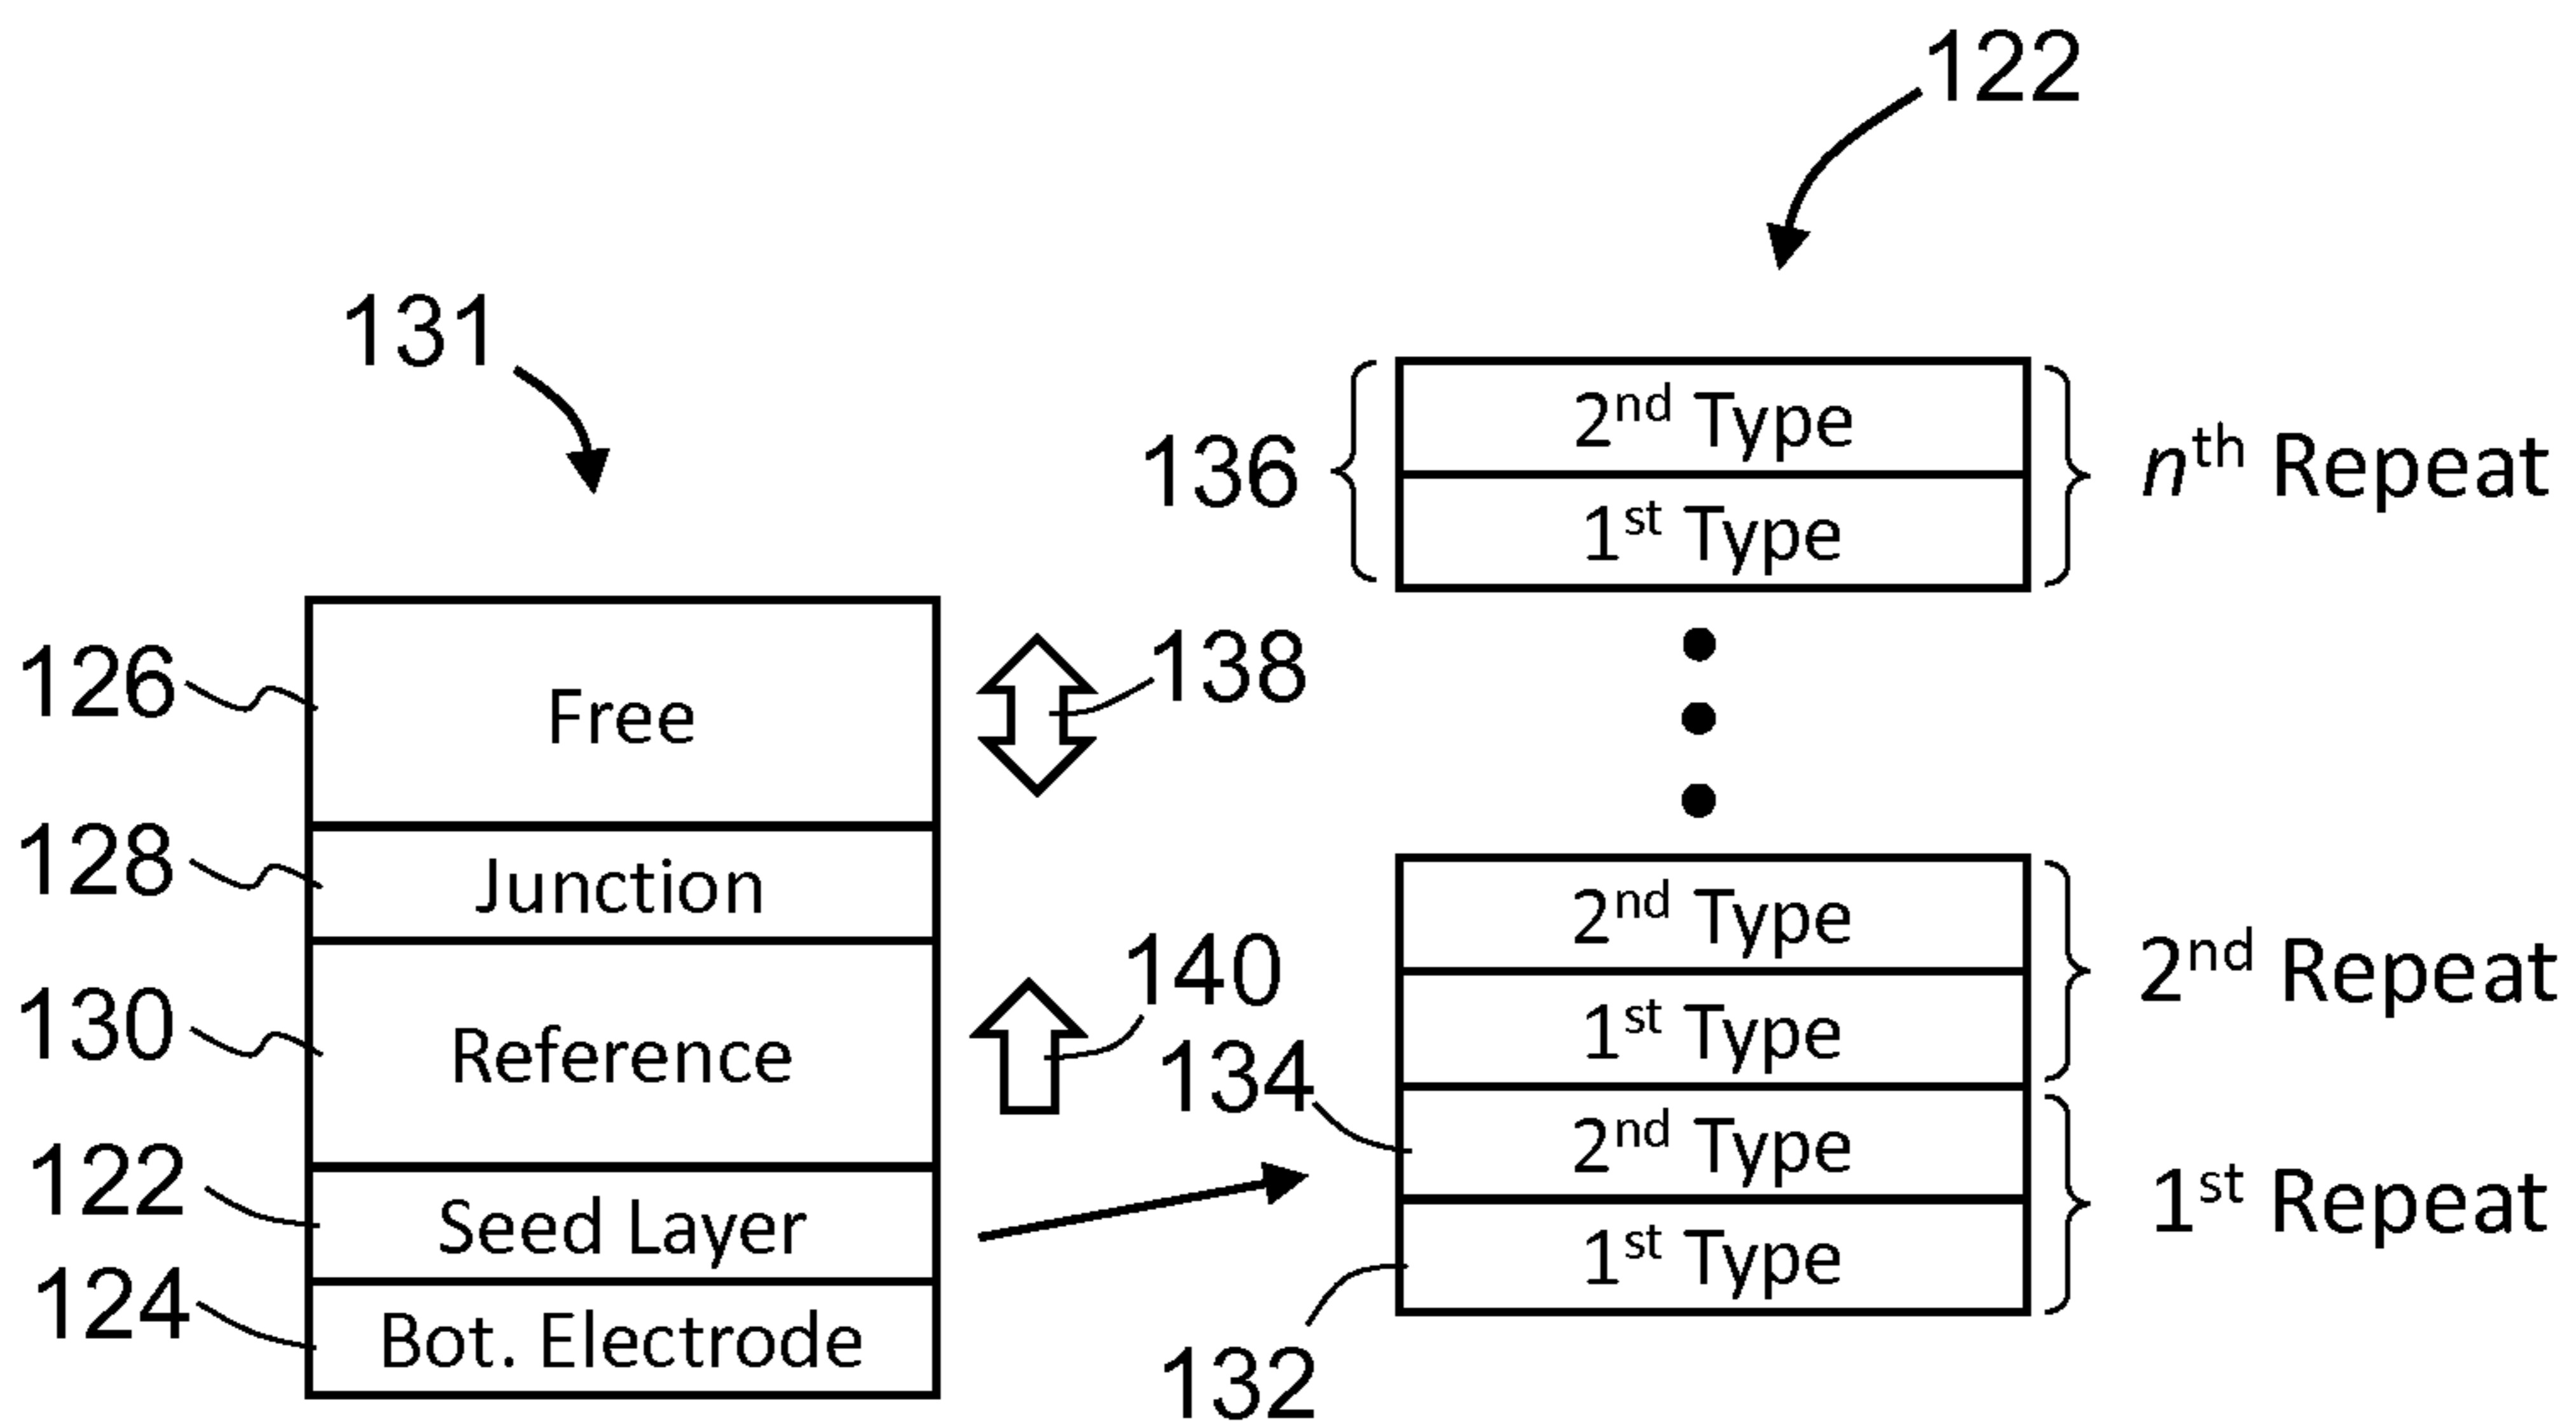 122
131
136
2nd Type
1st Type
nth Repeat
126
Free
138
128
Junction
2nd Type
1st Type
2nd Repeat
130
Reference
140
134
2nd Type
1st Type
1st Repeat
122
Seed Layer
124
Bot. Electrode
132